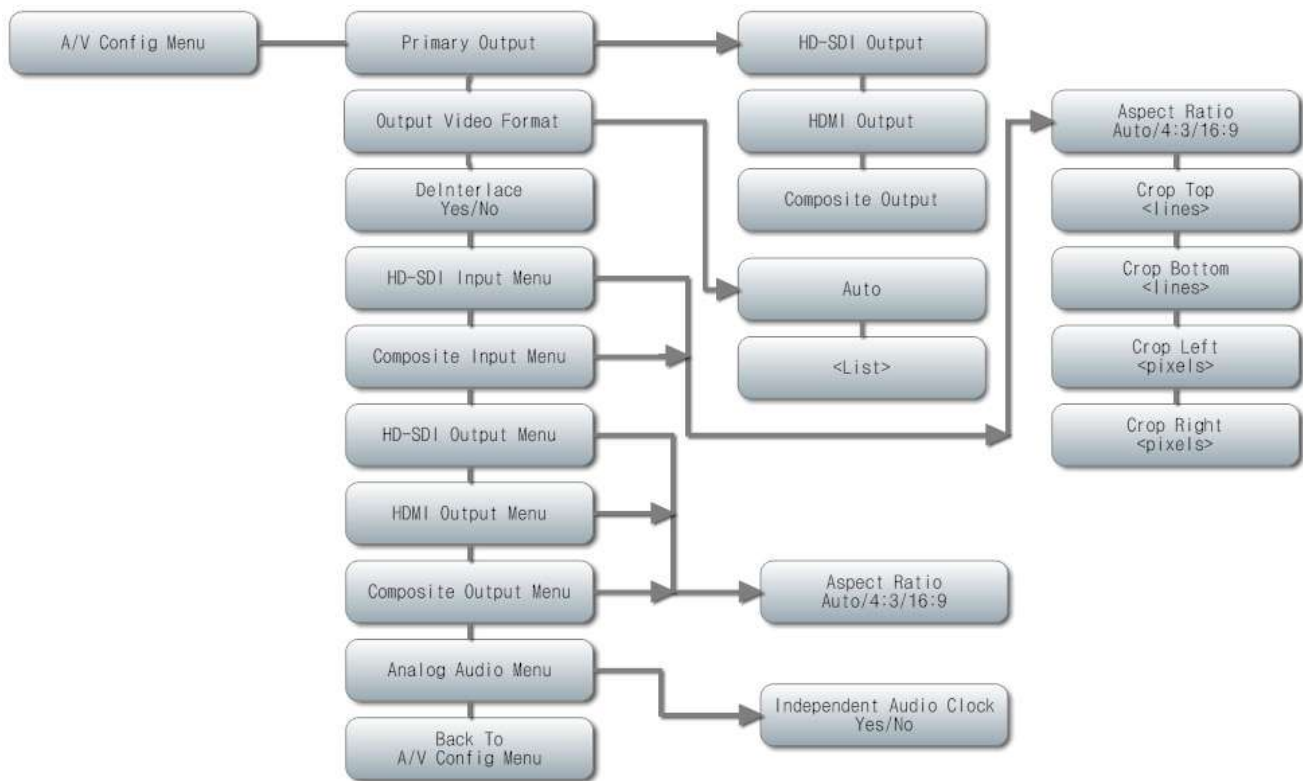 A/V Config Menu
Primary Output
Output Video Format
DeInterlace
Yes/No
HD-SDI Input Menu
Composite Input Menu
HD-SDI Output Menu
HDMI Output Menu
Composite Output Menu
Analog Audio Menu
Back To
A/V Config Menu
HD-SDI Output
HDMI Output
Composite Output
Auto
<List>
Aspect Ratio
Auto/4:3/16:9
Crop Top
<lines>
Crop Bottom
<lines>
Crop Left
<pixels>
Crop Right
<pixels>
Aspect Ratio
Auto/4:3/16:9
Independent Audio Clock
Yes/No